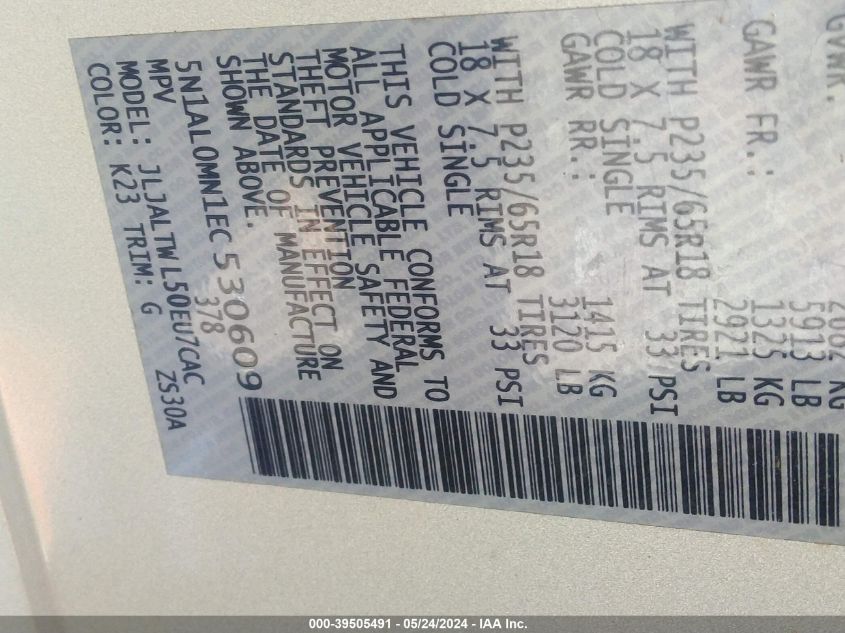 GVWR:
2682 KG
5913 LB
GAWR FR.:
1325 KG
2921 LB
WITH P235/65R18 TIRES
18 X 7.5 RIMS AT 33 PSI
COLD SINGLE
GAWR RR.:
1415 KG
3120 LB
WITH P235/65R18 TIRES
18 X 7.5 RIMS AT 33 PSI
COLD SINGLE
THIS VEHICLE CONFORMS TO
ALL APPLICABLE FEDERAL
MOTOR VEHICLE SAFETY AND
THEFT PREVENTION
STANDARDS IN EFFECT ON
THE DATE OF MANUFACTURE
SHOWN ABOVE.
378
5N1AL0MN1EC530609
MPV
MODEL: JLJALTW L50EU7CAC
COLOR: K23 TRIM: G ZS30A
000-39505491 - 05/24/2024 - IAA Inc.